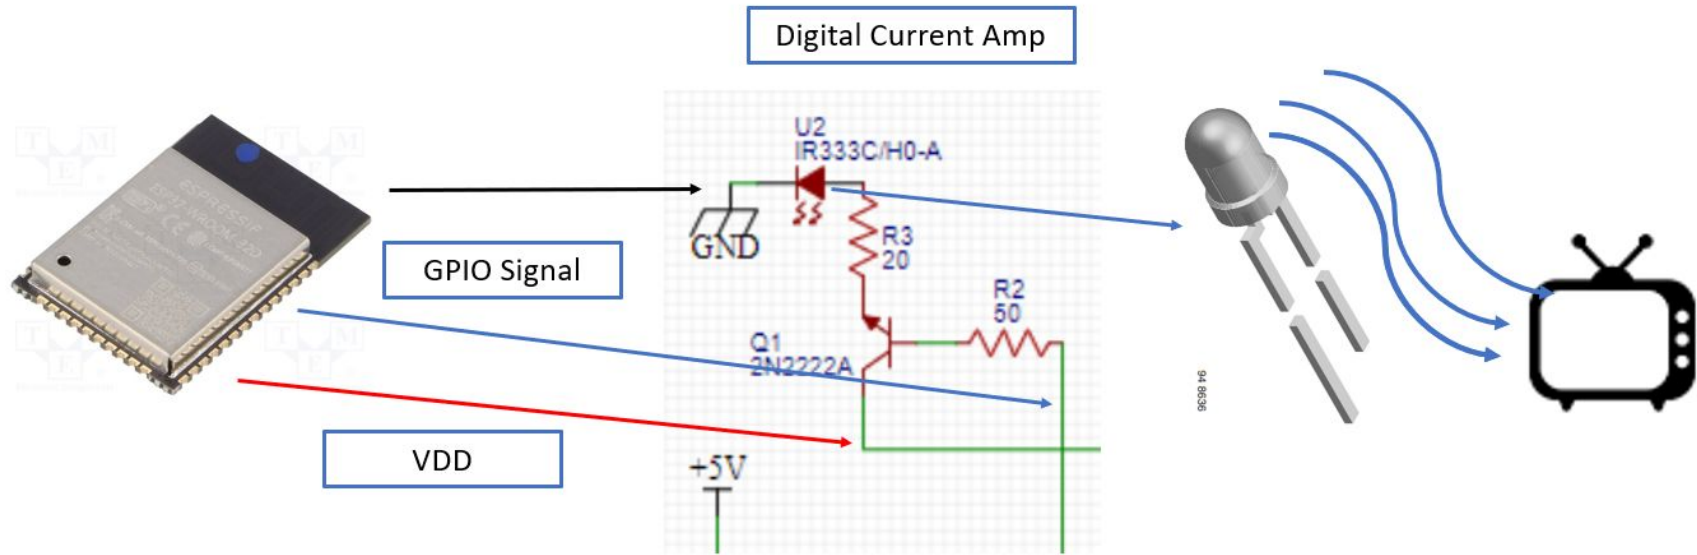 Digital Current Amp
U2
IR333C/H0-A
ESPRESSIF
GND
GPIO Signal
R3
20
R2
50
Q1
2N2222A
VDD
+5V
94 8636
T M
E
T M
E
T M
E
T M
E